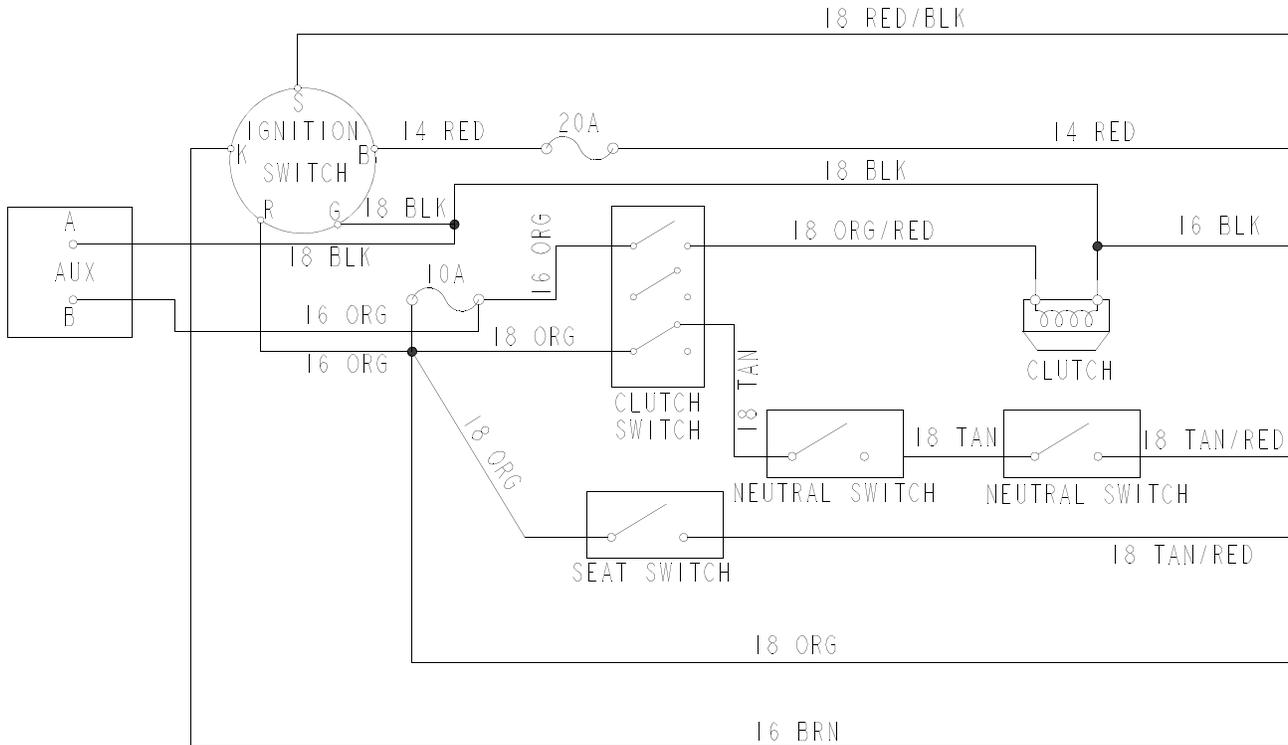 18 RED/BLK
S
IGNITION
SWITCH
K
B
R
G
14 RED
20A
14 RED
18 BLK
18 BLK
A
AUX
B
18 BLK
16 ORG
18 ORG/RED
16 BLK
10A
16 ORG
18 ORG
16 ORG
CLUTCH
SWITCH
18 TAN
CLUTCH
18 ORG
18 TAN
18 TAN/RED
NEUTRAL SWITCH
NEUTRAL SWITCH
SEAT SWITCH
18 TAN/RED
18 ORG
16 BRN